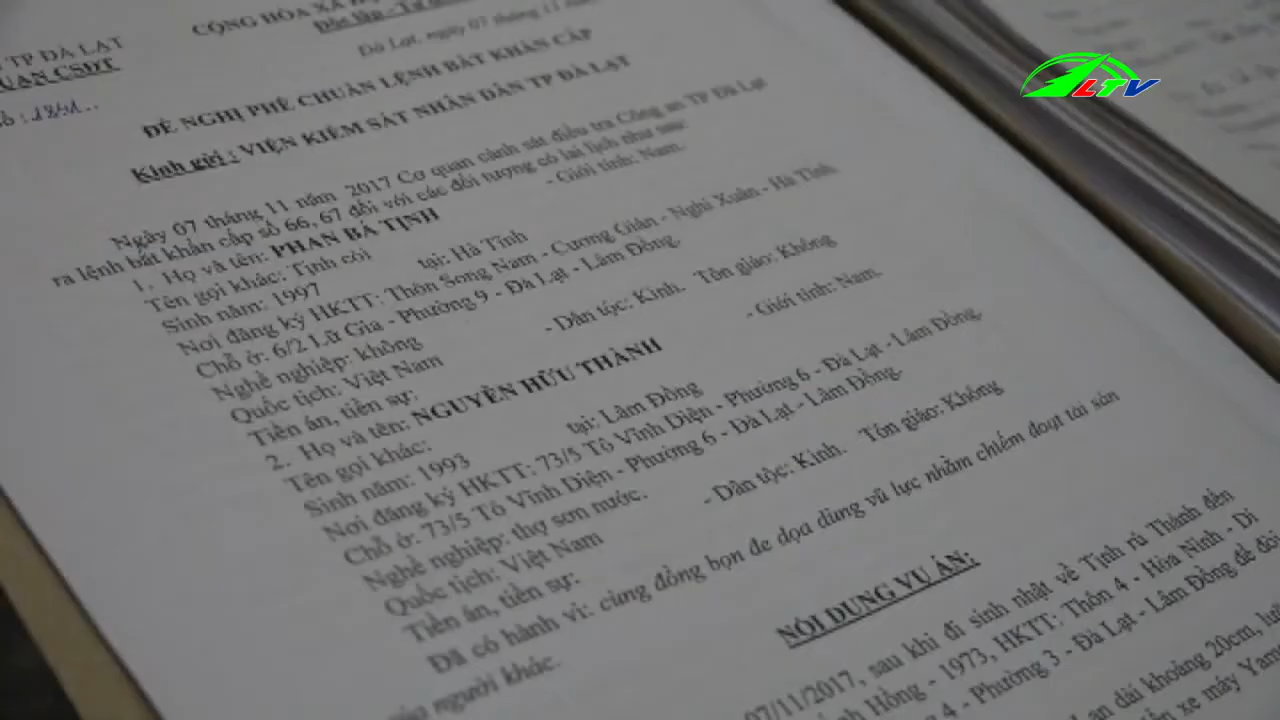 CỘNG HÒA XÃ
TP ĐÀ LẠT
Độc lập - Tự
QUAN CSĐT
Số : 1841..
Đà Lạt, ngày 07 tháng 11 năm
ĐỀ NGHỊ PHÊ CHUẨN LỆNH BẮT KHẨN CẤP
Kính gửi : VIỆN KIỂM SÁT NHÂN DÂN TP ĐÀ LẠT
Ngày 07 tháng 11 năm 2017 Cơ quan cảnh sát điều tra Công an TP Đà Lạt
ra lệnh bắt khẩn cấp số 66, 67 đối với các đối tượng có lai lịch như sau:
1. Họ và tên: PHAN BÁ TỊNH - Giới tính: Nam.
Tên gọi khác: Tịnh còi
Sinh năm: 1997 tại: Hà Tĩnh
Nơi đăng ký HKTT: Thôn Song Nam - Cương Gián - Nghi Xuân - Hà Tĩnh
Chỗ ở: 6/2 Lữ Gia - Phường 9 - Đà Lạt - Lâm Đồng.
Nghề nghiệp: không
Quốc tịch: Việt Nam - Dân tộc: Kinh. Tôn giáo: Không
Tiền án, tiền sự:
2. Họ và tên: NGUYỄN HỮU THÀNH - Giới tính: Nam.
Tên gọi khác:
Sinh năm: 1993 tại: Lâm Đồng
Nơi đăng ký HKTT: 73/5 Tô Vĩnh Diện - Phường 6 - Đà Lạt - Lâm Đồng.
Chỗ ở: 73/5 Tô Vĩnh Diện - Phường 6 - Đà Lạt - Lâm Đồng.
Nghề nghiệp: thợ sơn nước.
Quốc tịch: Việt Nam - Dân tộc: Kinh. Tôn giáo: Không
Tiền án, tiền sự:
Đã có hành vi: cùng đồng bọn đe dọa dùng vũ lực nhằm chiếm đoạt tài sản
người khác.
NỘI DUNG VỤ ÁN:
07/11/2017, sau khi đi sinh nhật về Tịnh rủ Thành đến
Hồng - 1973, HKTT: Thôn 4 - Hòa Ninh - Di
4 - Phường 3 - Đà Lạt - Lâm Đồng để đòi
dài khoảng 20cm,
xe máy
LTV